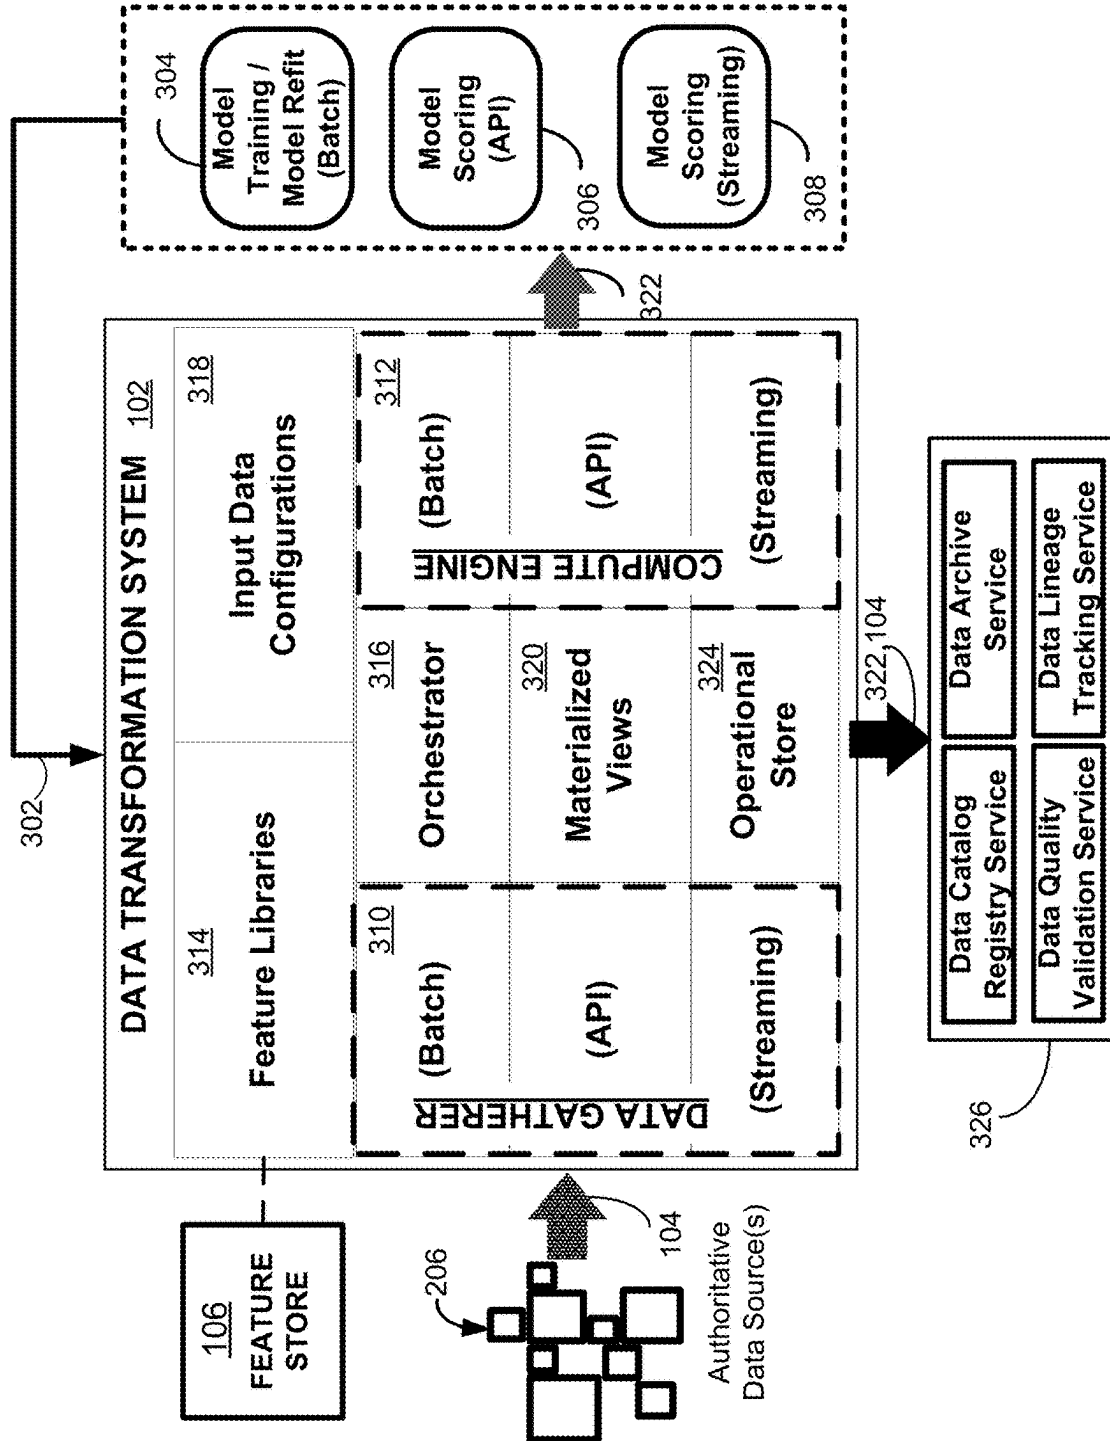 302
DATA TRANSFORMATION SYSTEM 102
106
FEATURE
STORE
314
Feature Libraries
318
Input Data
Configurations
310
(Batch)
(API)
(Streaming)
DATA GATHERER
316
Orchestrator
320
Materialized
Views
324
Operational
Store
312
(Batch)
(API)
(Streaming)
COMPUTE ENGINE
206
104
Authoritative
Data Source(s)
322
304
Model
Training /
Model Refit
(Batch)
Model
Scoring
(API)
306
Model
Scoring
(Streaming)
308
322, 104
326
Data Catalog
Registry Service
Data Archive
Service
Data Quality
Validation Service
Data Lineage
Tracking Service